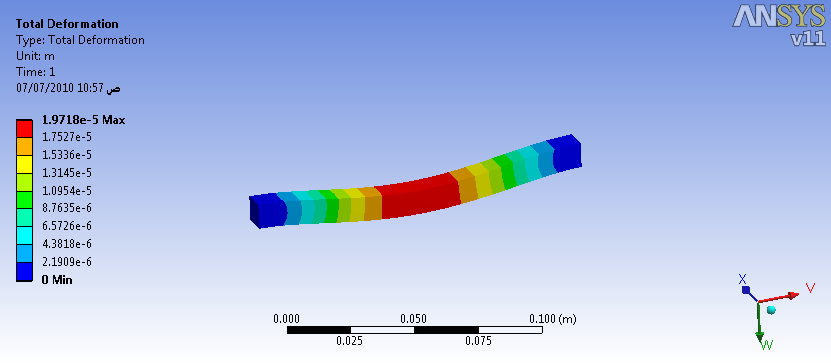 Total Deformation
Type: Total Deformation
Unit: m
Time: 1
07/07/2010 10:57 ص
1.9718e-5 Max
1.7527e-5
1.5336e-5
1.3145e-5
1.0954e-5
8.7635e-6
6.5726e-6
4.3818e-6
2.1909e-6
0 Min
ANSYS
v11
0.000 0.050 0.100 (m)
0.025 0.075
X
V
W